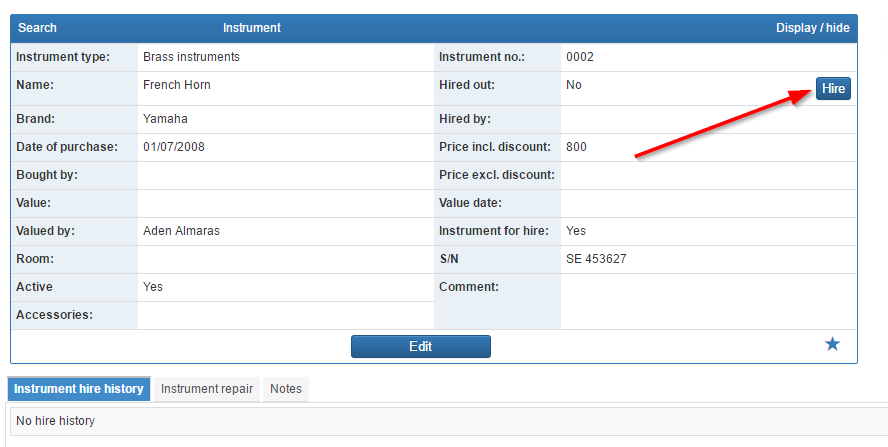 Search Instrument Display / hide
Instrument type: Brass instruments Instrument no.: 0002
Name: French Horn Hired out: No Hire
Brand: Yamaha Hired by:
Date of purchase: 01/07/2008 Price incl. discount: 800
Bought by: Price excl. discount:
Value: Value date:
Valued by: Aden Almaras Instrument for hire: Yes
Room: S/N SE 453627
Active Yes Comment:
Accessories:
Edit
Instrument hire history Instrument repair Notes
No hire history